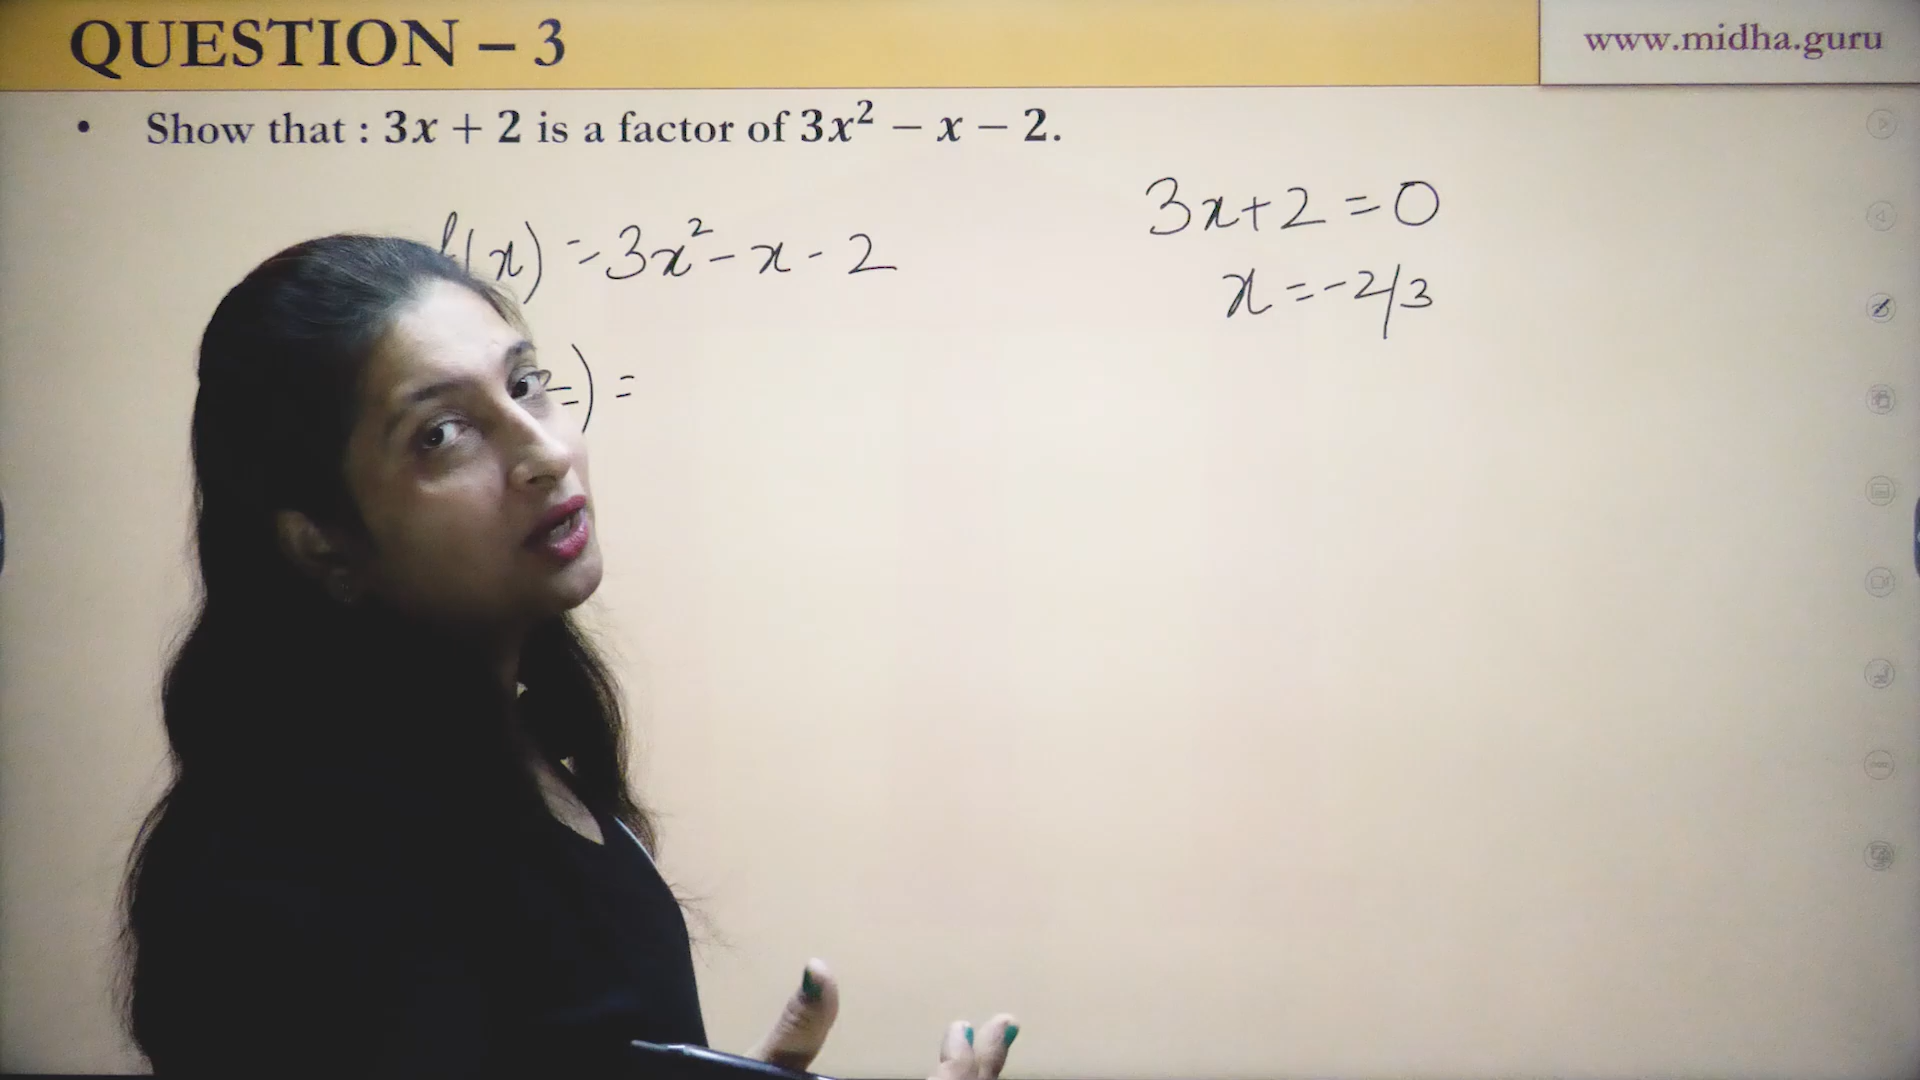 QUESTION – 3
www.midha.guru
• Show that : 3x + 2 is a factor of 3x² – x – 2.
3x+2=0
f(x) = 3x² - x - 2
x = -2/3
) =